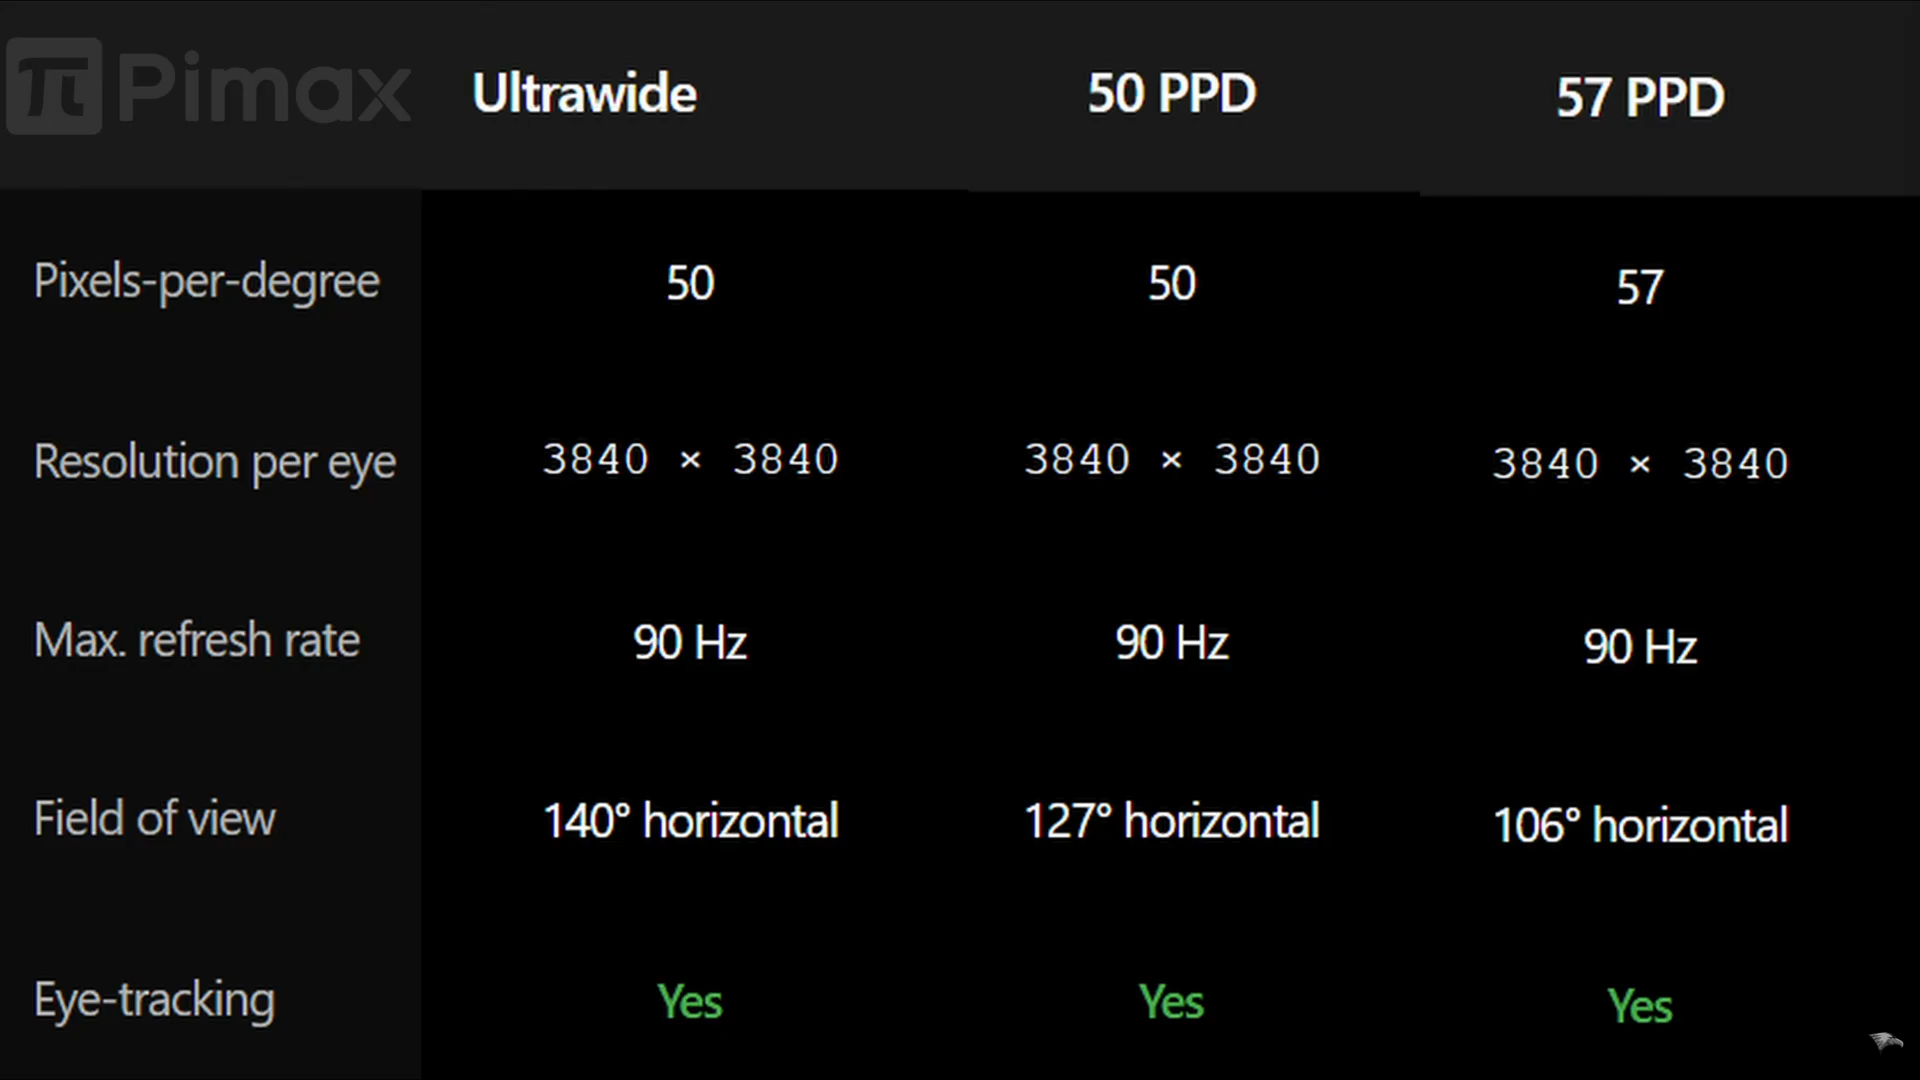 Pimax Ultrawide 50 PPD 57 PPD
Pixels-per-degree 50 50 57
Resolution per eye 3840 × 3840 3840 × 3840 3840 × 3840
Max. refresh rate 90 Hz 90 Hz 90 Hz
Field of view 140° horizontal 127° horizontal 106° horizontal
Eye-tracking Yes Yes Yes